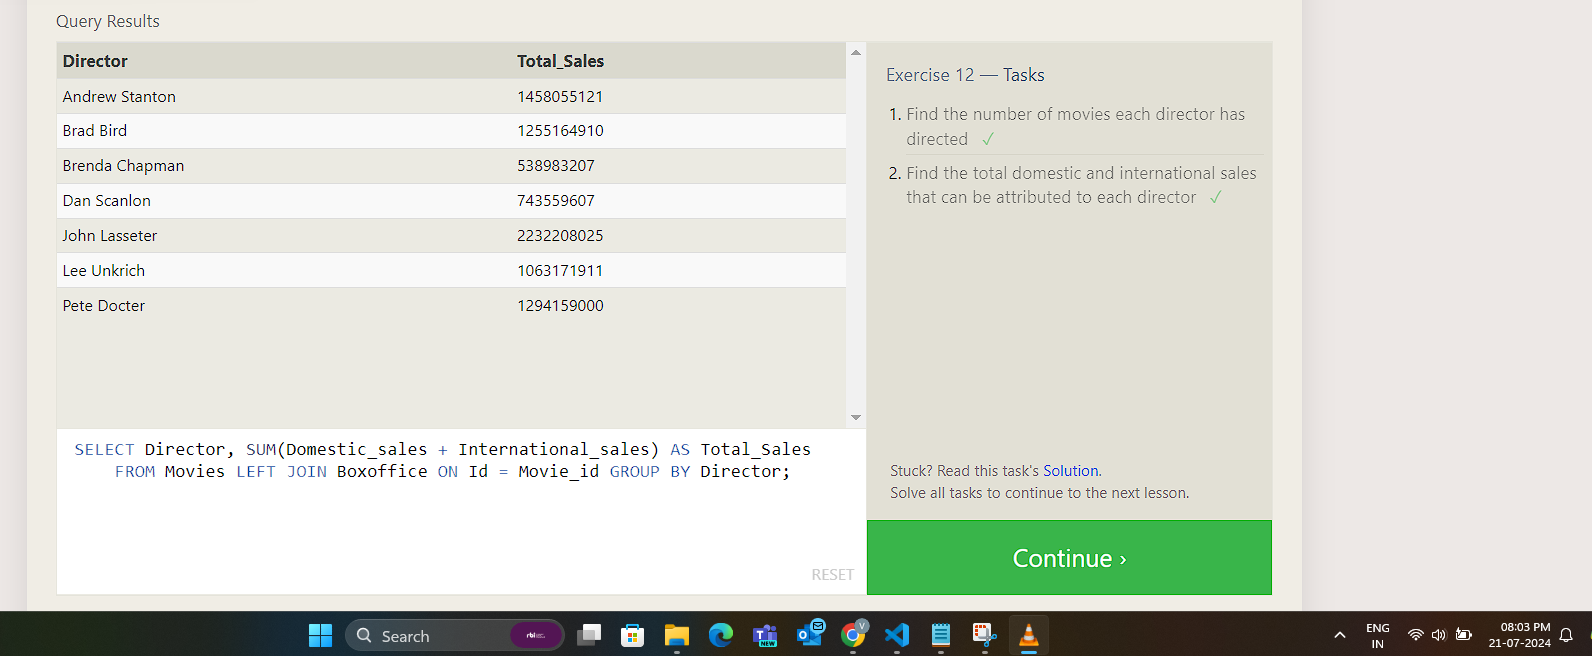 Query Results
Director Total_Sales
Andrew Stanton 1458055121
Brad Bird 1255164910
Brenda Chapman 538983207
Dan Scanlon 743559607
John Lasseter 2232208025
Lee Unkrich 1063171911
Pete Docter 1294159000
SELECT Director, SUM(Domestic_sales + International_sales) AS Total_Sales
FROM Movies LEFT JOIN Boxoffice ON Id = Movie_id GROUP BY Director;
RESET
Exercise 12 — Tasks
1. Find the number of movies each director has
directed ✓
2. Find the total domestic and international sales
that can be attributed to each director ✓
Stuck? Read this task's Solution.
Solve all tasks to continue to the next lesson.
Continue ›
Search
rbi
NEW
V
ENG
IN
08:03 PM
21-07-2024